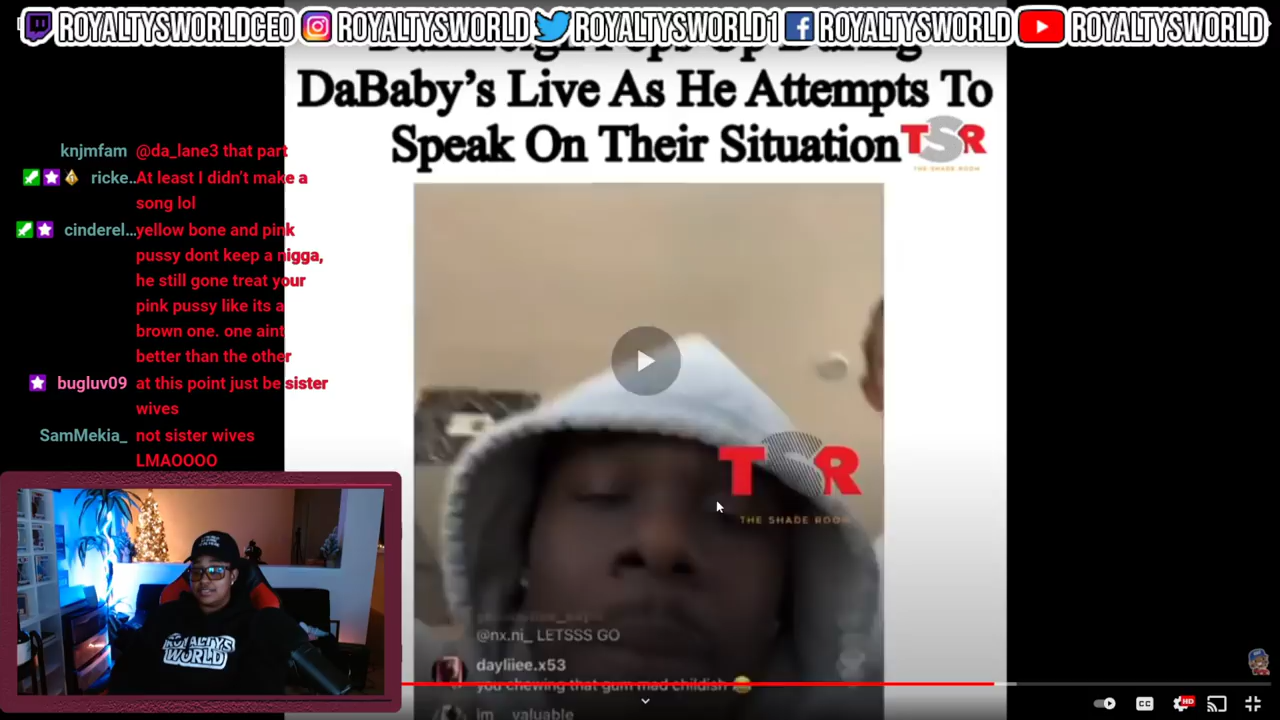 ROYALTYSWORLDCEO ROYALTYSWORLD ROYALTYSWORLD1 ROYALTYSWORLD ROYALTYSWORLD
DaBaby's Live As He Attempts To
Speak On Their Situation
TSR
THE SHADE ROOM
knjmfam @da_lane3 that part
ricke… At least I didn't make a
song lol
cinderel… yellow bone and pink
pussy dont keep a nigga,
he still gone treat your
pink pussy like its a
brown one. one aint
better than the other
bugluv09 at this point just be sister
wives
SamMekia_ not sister wives
LMAOOOO
TSR
THE SHADE ROOM
@nx.ni_ LETSSS GO
dayliiee.x53
you chewing that gum mad childish
im__valuable
ROYALTYS
WORLD
CC
HD